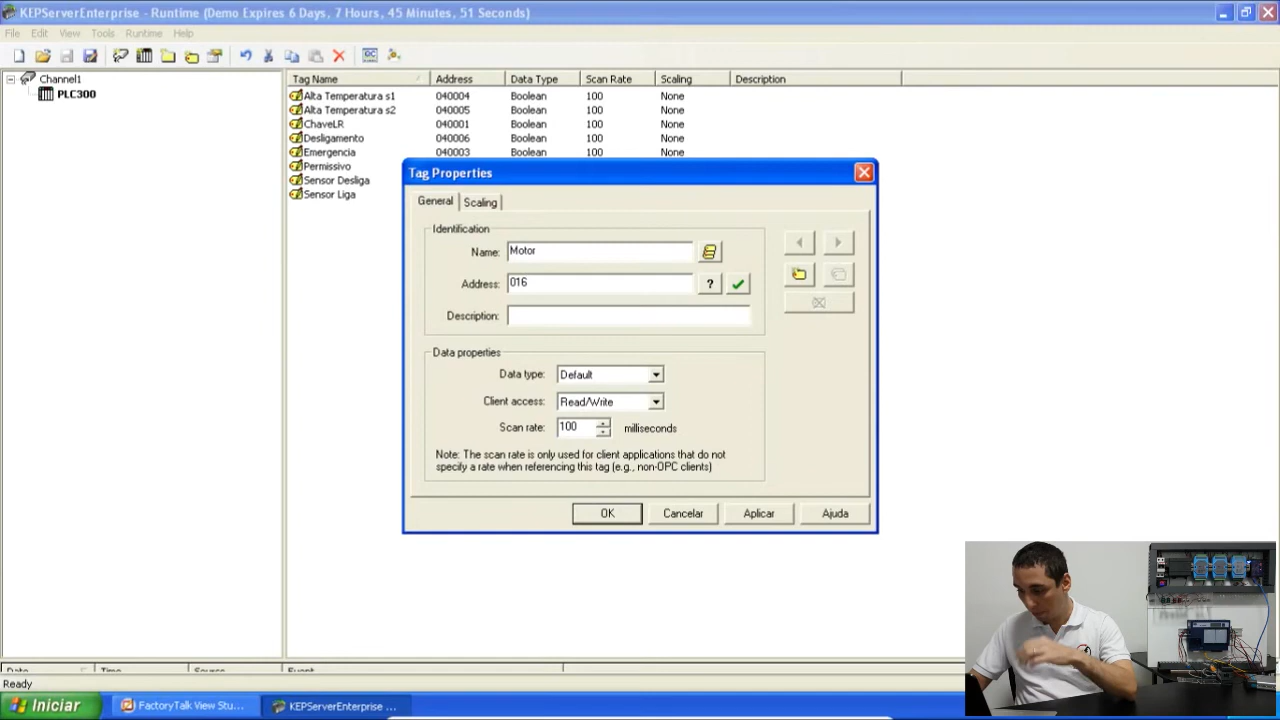 KEPServerEnterprise - Runtime (Demo Expires 6 Days, 7 Hours, 45 Minutes, 51 Seconds)
File Edit View Tools Runtime Help
Channel1
PLC300
Tag Name Address Data Type Scan Rate Scaling Description
Alta Temperatura s1 040004 Boolean 100 None
Alta Temperatura s2 040005 Boolean 100 None
ChaveLR 040001 Boolean 100 None
Desligamento 040006 Boolean 100 None
Emergencia 040003 Boolean 100 None
Permissivo
Sensor Desliga
Sensor Liga
Tag Properties
General Scaling
Identification
Name: Motor
Address: 016 ?
Description:
Data properties
Data type: Default
Client access: Read/Write
Scan rate: 100 milliseconds
Note: The scan rate is only used for client applications that do not
specify a rate when referencing this tag (e.g., non-OPC clients)
OK Cancelar Aplicar Ajuda
Date Time Source Event
Ready
Iniciar FactoryTalk View Stu... KEPServerEnterprise ...